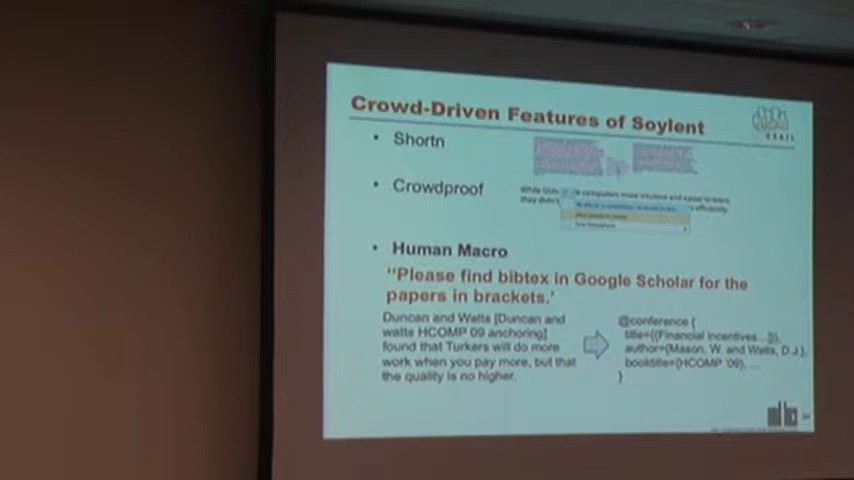 Crowd-Driven Features of Soylent
CSAIL
• Shortn
• Crowdproof
• Human Macro
"Please find bibtex in Google Scholar for the
papers in brackets.'
Duncan and Watts [Duncan and
watts HCOMP 09 anchoring]
found that Turkers will do more
work when you pay more, but that
the quality is no higher.
@conference {
title={{Financial incentives...}},
author={Mason, W. and Watts, D.J.},
booktitle={HCOMP '09}, ...
}